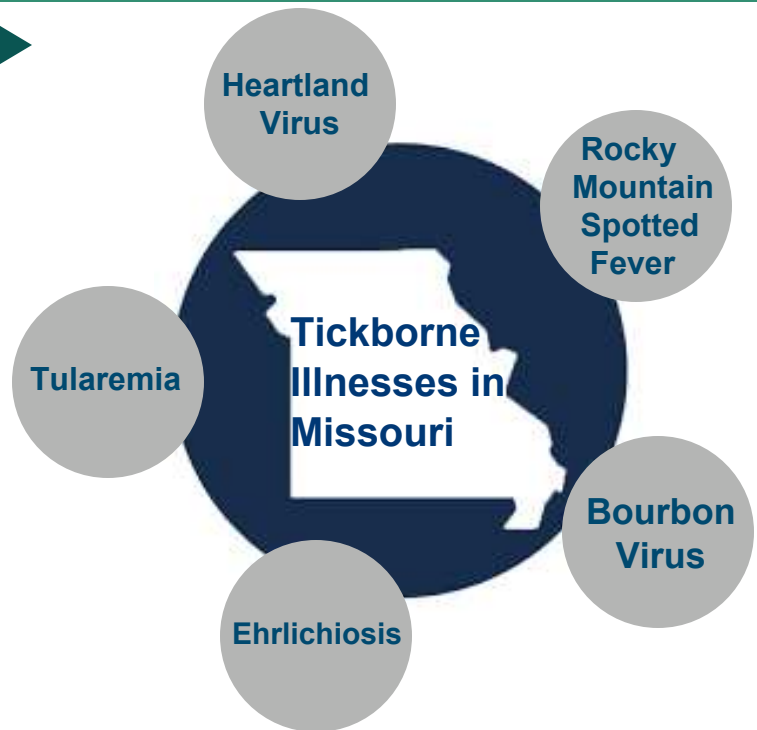 Heartland
Virus
Rocky
Mountain
Spotted
Fever
Tickborne
Illnesses in
Missouri
Tularemia
Bourbon
Virus
Ehrlichiosis